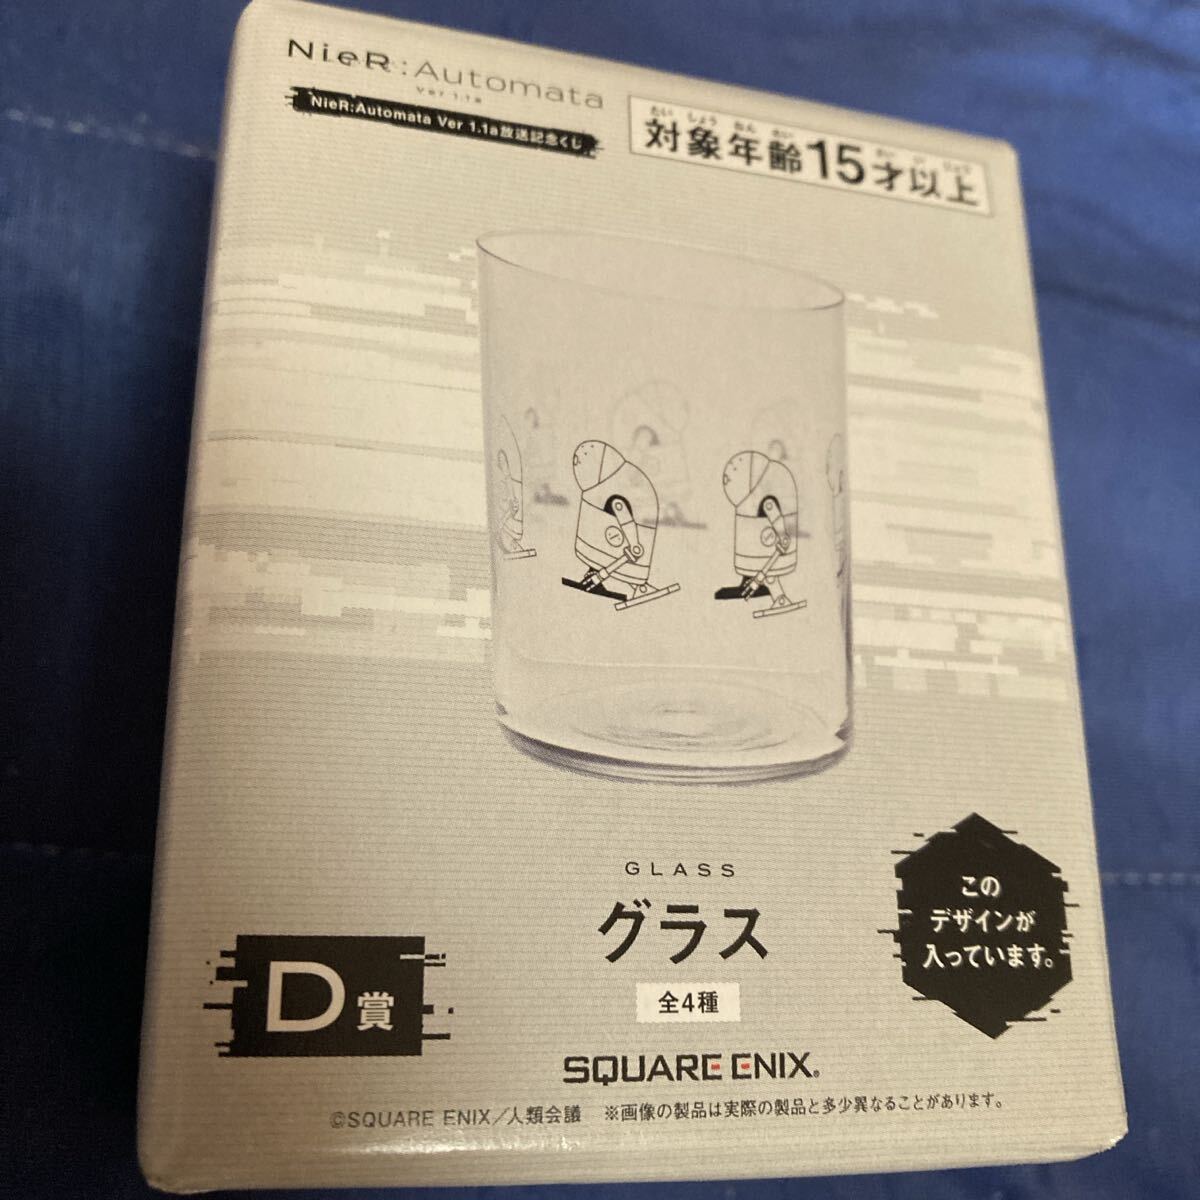 NieR:Automata
Ver 1.1a
NieR:Automata Ver 1.1a放送記念くじ
たいしょうねんれい さいいじょう
対象年齢15才以上
GLASS
グラス
全4種
この
デザインが
入っています。
D賞
SQUARE ENIX®
©SQUARE ENIX/人類会議 ※画像の製品は実際の製品と多少異なることがあります。